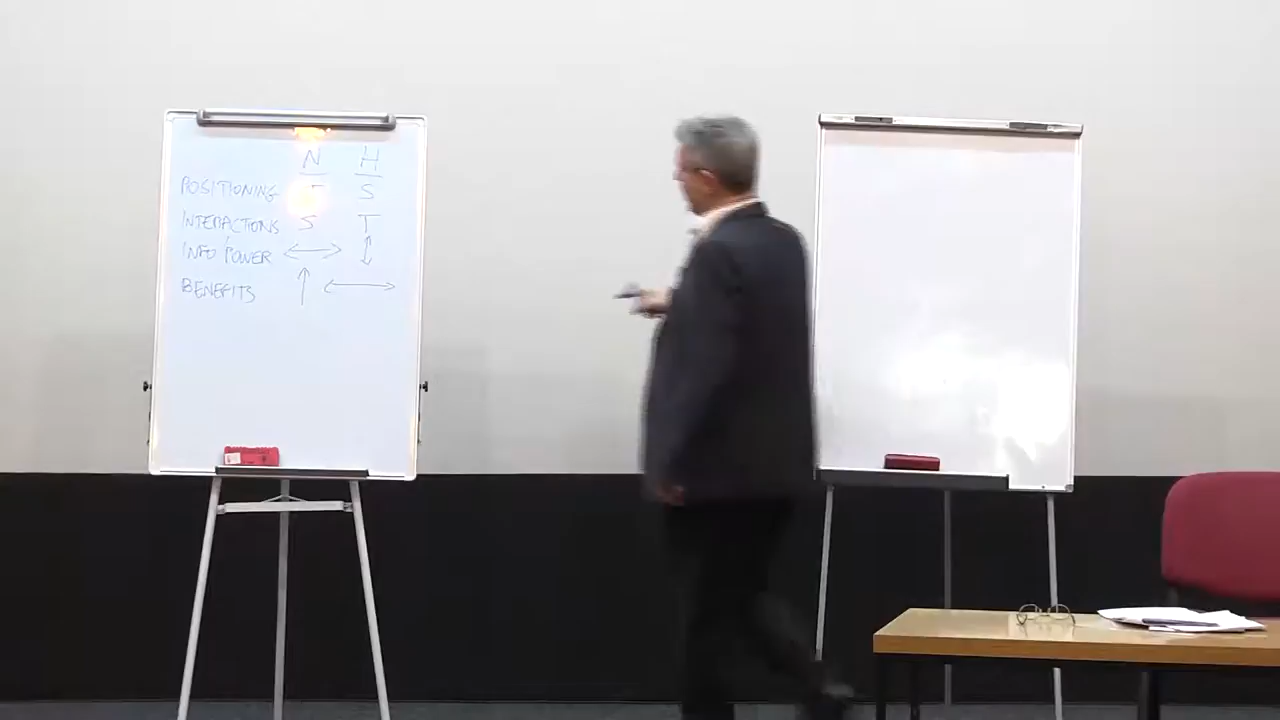 N H
POSITIONING T S
INTERACTIONS S T
INFO POWER ↔ ↕
BENEFITS ↑ ↔